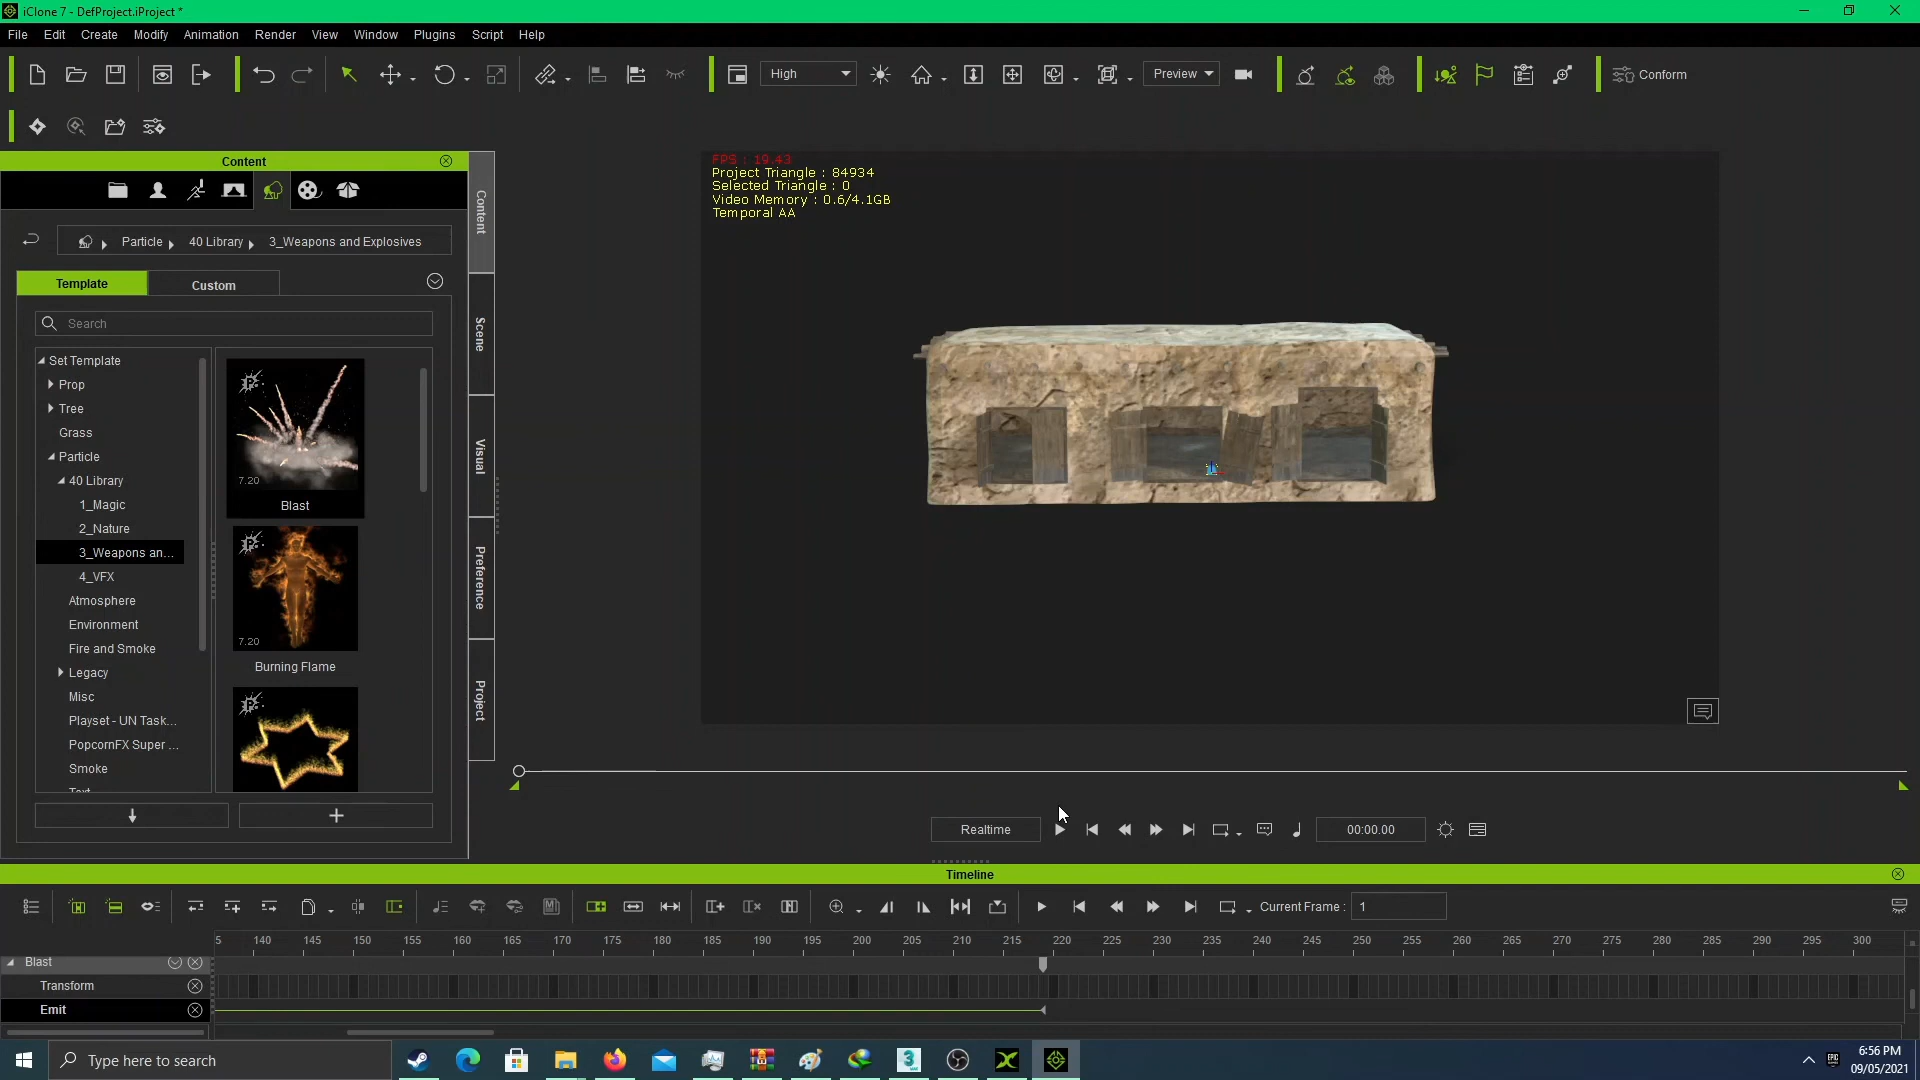 iClone 7 - DefProject.iProject *
File Edit Create Modify Animation Render View Window Plugins Script Help
High Preview Conform
Content
Particle 40 Library 3_Weapons and Explosives
Template Custom
Search
Set Template
Prop
Tree
Grass
Particle
40 Library
1_Magic
2_Nature
3_Weapons an...
4_VFX
Atmosphere
Environment
Fire and Smoke
Legacy
Misc
Playset - UN Task...
PopcornFX Super ...
Smoke
Text
7.20
Blast
7.20
Burning Flame
Content
Scene
Visual
Preference
Project
FPS : 19.43
Project Triangle : 84934
Selected Triangle : 0
Video Memory : 0.6/4.1GB
Temporal AA
Realtime 00:00.00
Timeline
Current Frame : 1
5 140 145 150 155 160 165 170 175 180 185 190 195 200 205 210 215 220 225 230 235 240 245 250 255 260 265 270 275 280 285 290 295 300
Blast
Transform
Emit
Type here to search
EPIC
6:56 PM
09/05/2021